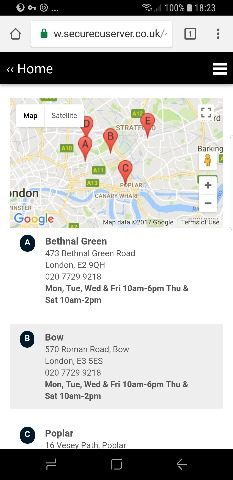 100% 18:23
w.securecuserver.co.uk/
1
‹‹ Home
Map Satellite
D
E
STRATFORD
A12
B
A
A10
C
A11
A13
POPLAR
Barking
ndon
CANARY WHARF
Google
Map data ©2017 Google Terms of Use
A
Bethnal Green
473 Bethnal Green Road
London, E2 9QH
020 7729 9218
Mon, Tue, Wed & Fri 10am-6pm Thu &
Sat 10am-2pm
B
Bow
570 Roman Road, Bow
London, E3 5ES
020 7729 9218
Mon, Tue, Wed & Fri 10am-6pm Thu &
Sat 10am-2pm
C
Poplar
16 Vesey Path, Poplar